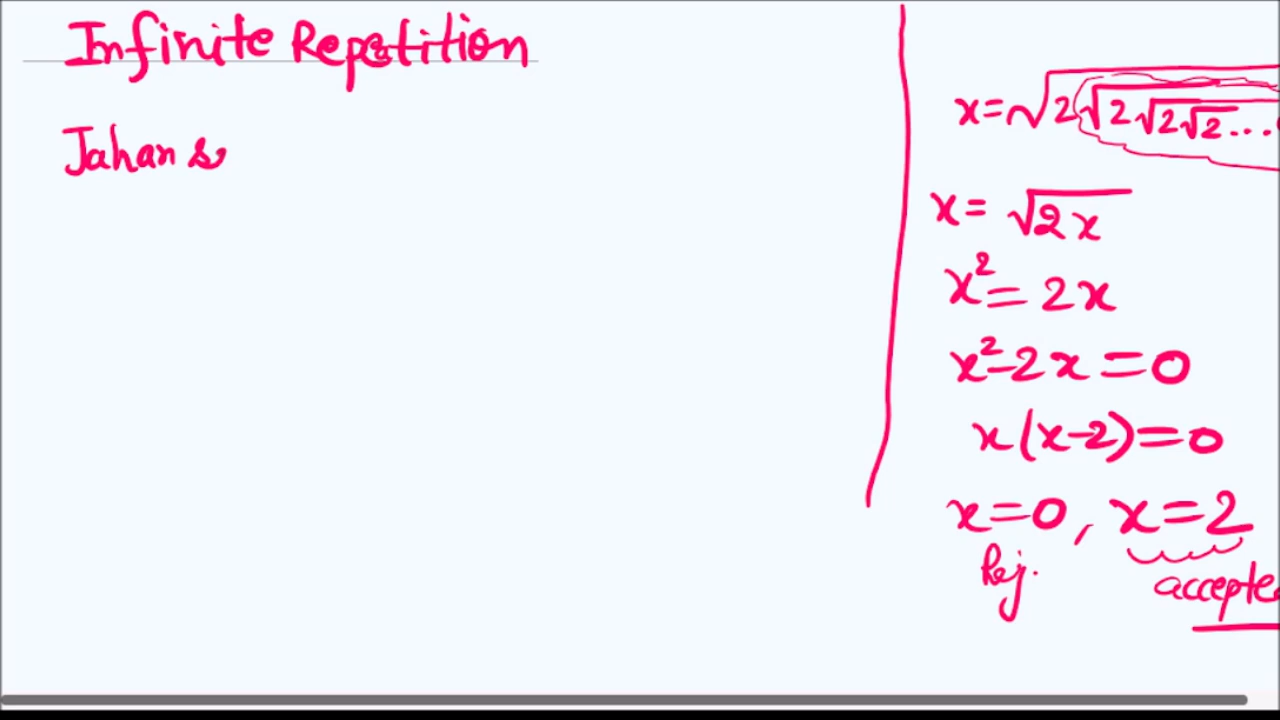 Infinite Repetition
Jahan se
x=√2√2√2√2...
x= √2x
x²= 2x
x²-2x=0
x(x-2)=0
x=0, x=2
Rej.
accepte